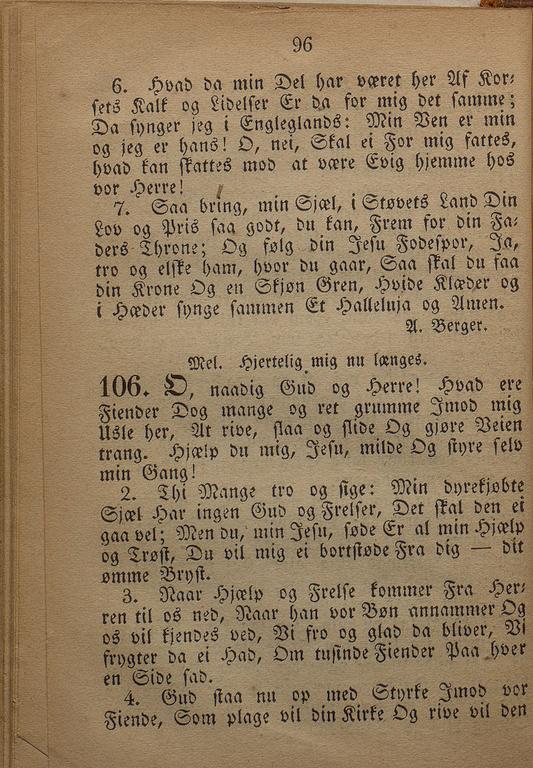 96
6. Hvad da min Del har været her Af Kor-
sets Kalk og Lidelser Er da for mig det samme;
Da synger jeg i Engleglands: Min Ven er min
og jeg er hans! O, nei, Skal ei For mig fattes,
hvad kan skattes mod at være Evig hjemme hos
vor Herre!
7. Saa bring, min Sjæl, i Støvets Land Din
Lov og Pris saa godt, du kan, Frem for din Fa-
ders Throne; Og følg din Jesu Fodespor, Ja,
tro og elske ham, hvor du gaar, Saa skal du faa
din Krone Og en Skjøn Gren, Hvide Klæder og
i Hæder synge sammen Et Halleluja og Amen.
A. Berger.
Mel. Hjertelig mig nu længes.
106. O, naadig Gud og Herre! Hvad ere
Fiender Dog mange og ret grumme Imod mig
Usle her, At rive, slaa og slide Og gjøre Veien
trang. Hjælp du mig, Jesu, milde Og styre selv
min Gang!
2. Thi Mange tro og sige: Min dyrekjøbte
Sjæl Har ingen Gud og Frelser, Det skal den ei
gaa vel; Men du, min Jesu, søde Er al min Hjælp
og Trøst, Du vil mig ei bortstøde Fra dig — dit
ømme Bryst.
3. Naar Hjælp og Frelse kommer Fra Her-
ren til os ned, Naar han vor Bøn annammer Og
os vil kjendes ved, Vi fro og glad da bliver, Vi
frygter da ei Had, Om tusinde Fiender Paa hver
en Side sad.
4. Gud staa nu op med Styrke Imod vor
Fiende, Som plage vil din Kirke Og rive vil den